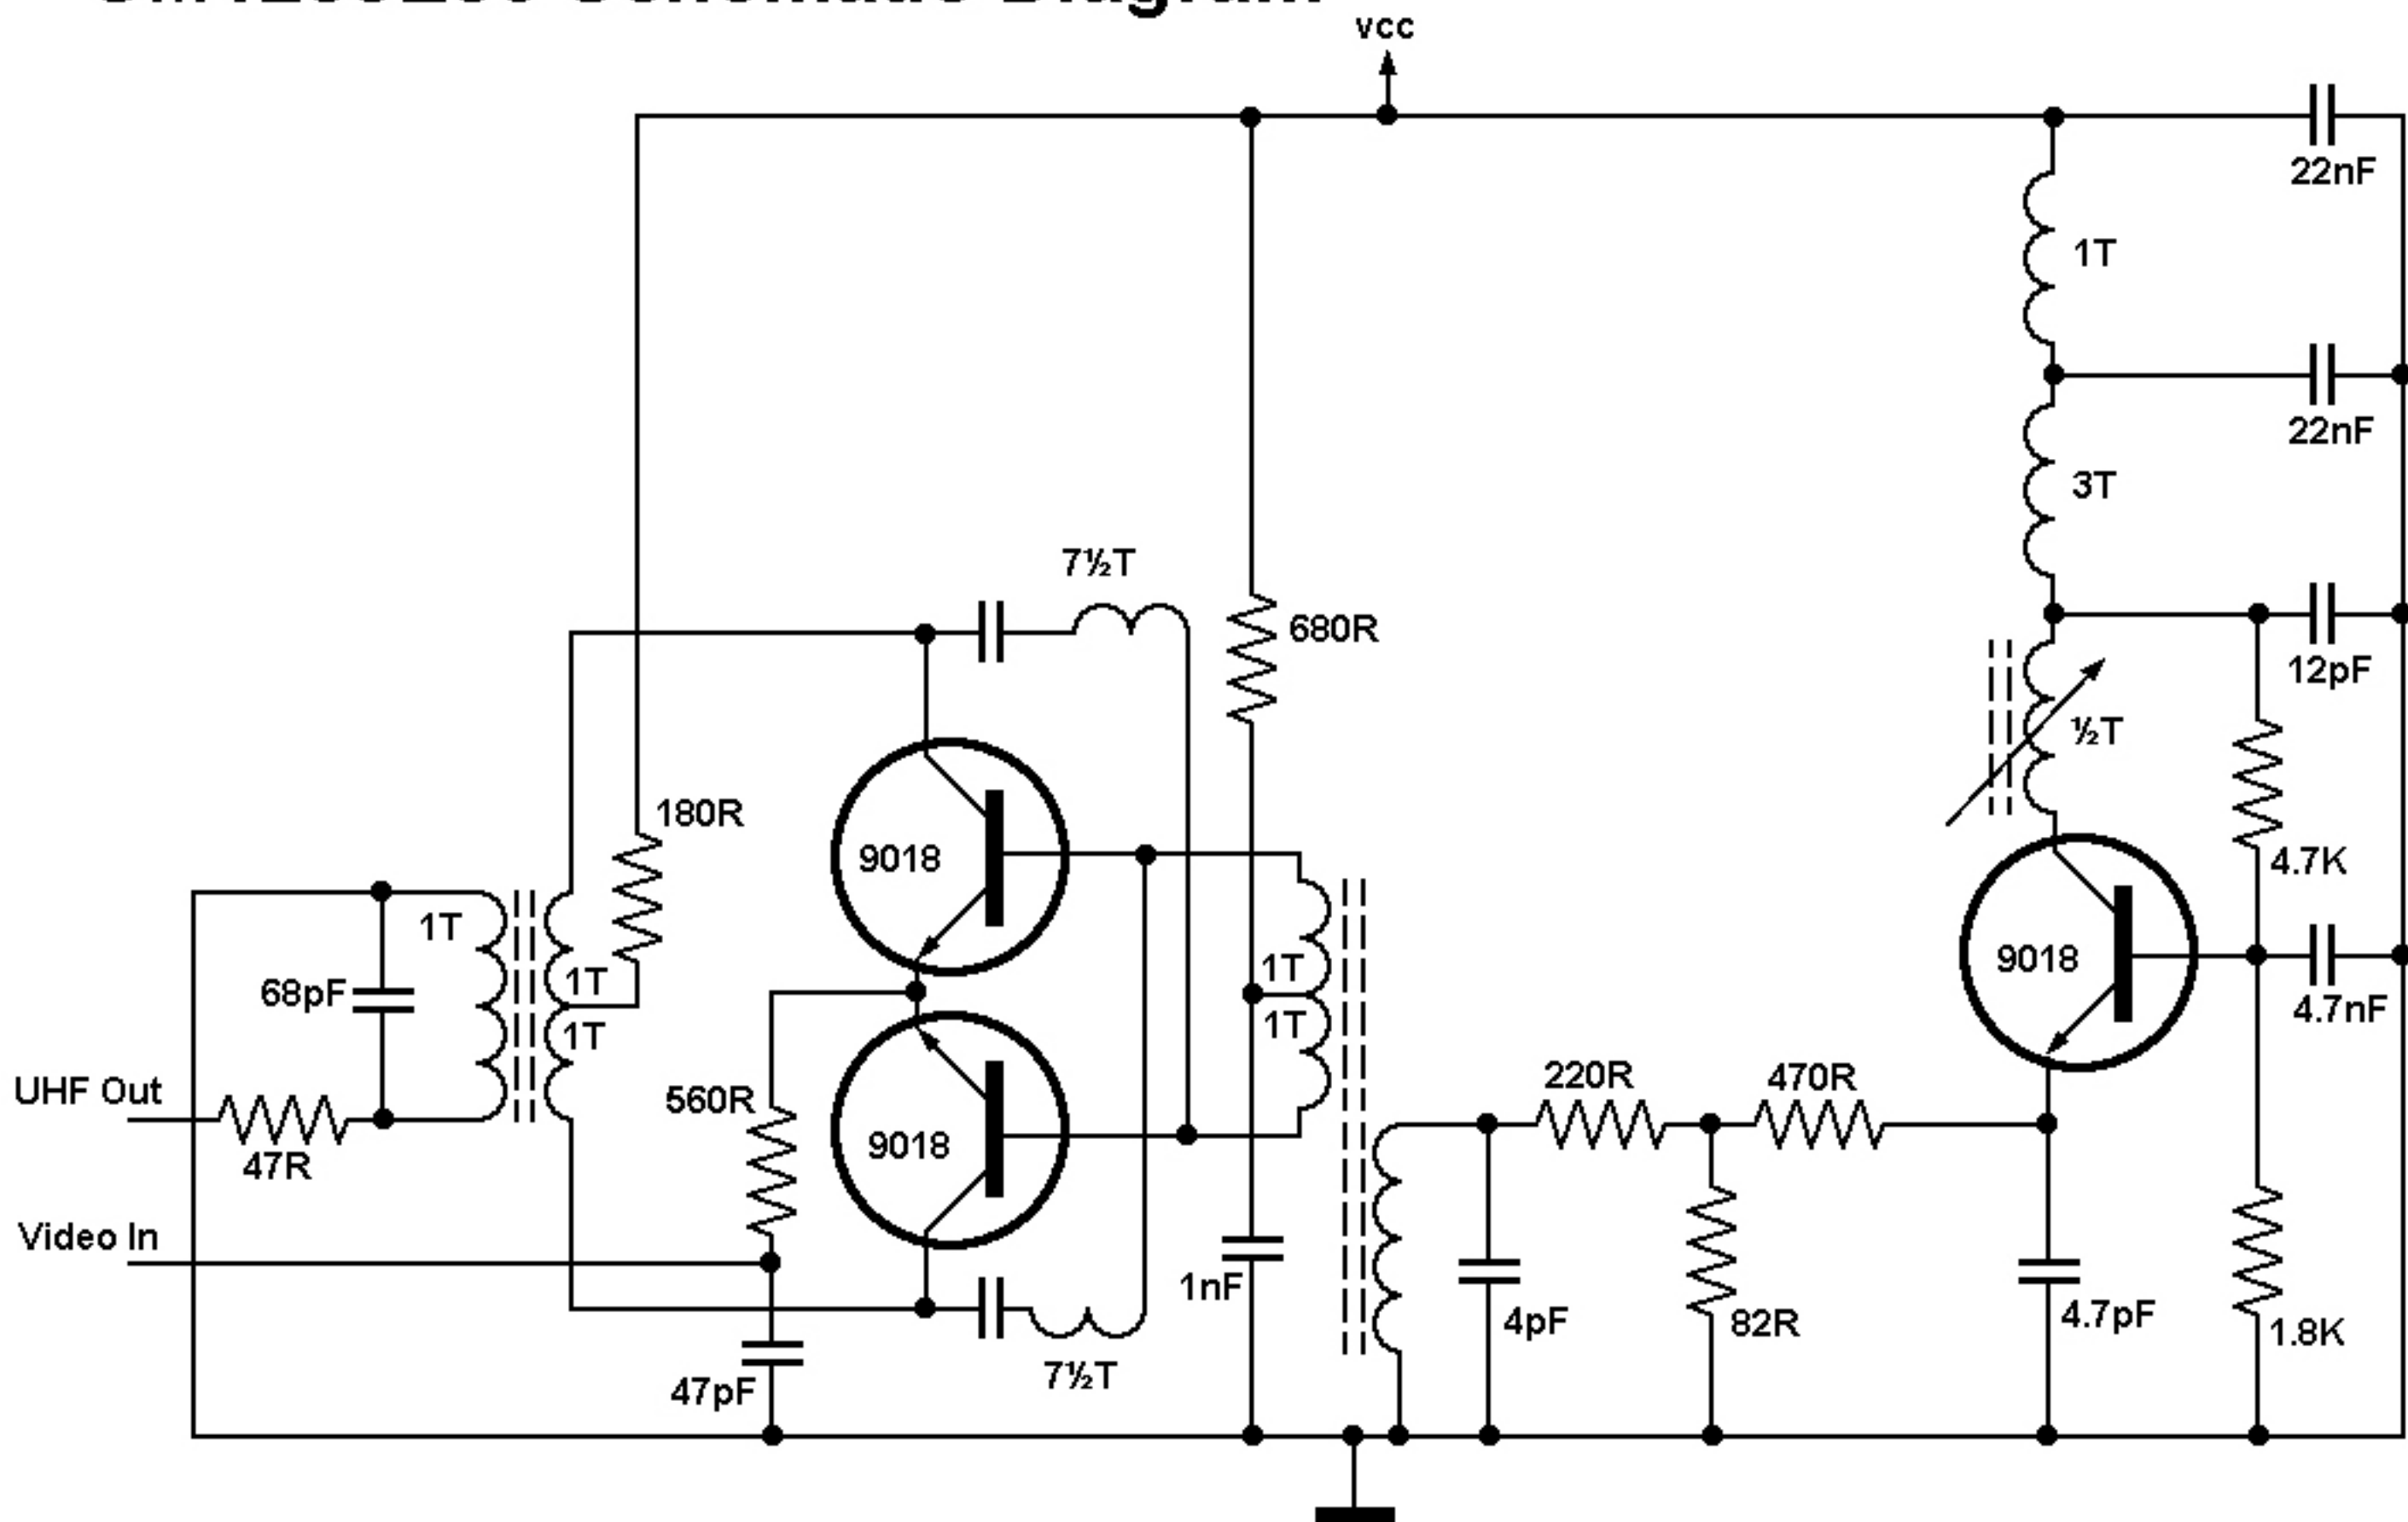 Schematic Diagram
vcc
22nF
1T
22nF
3T
7½T
680R
12pF
½T
180R
4.7K
9018
1T
68pF
1T
1T
9018
1T
1T
4.7nF
UHF Out
47R
560R
9018
220R
470R
Video In
1nF
4pF
82R
4.7pF
1.8K
47pF
7½T